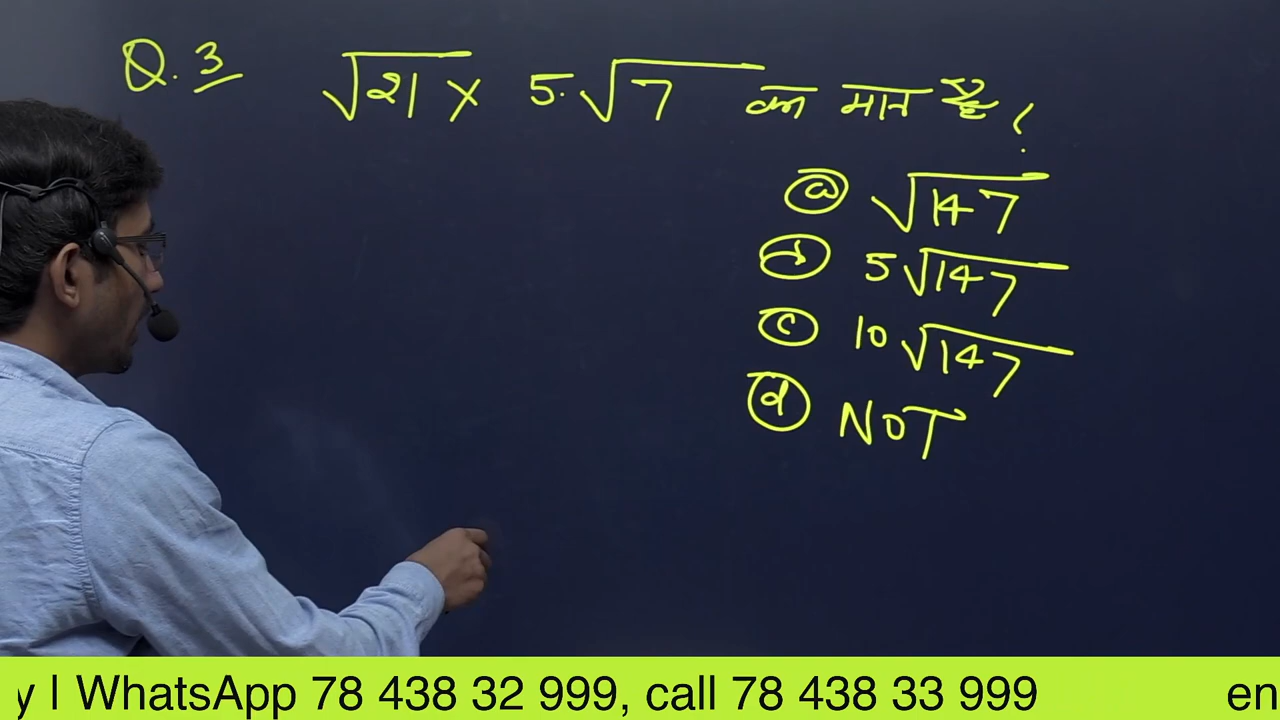 Q. 3 √21 × 5.√7 का मान है ?
(a) √147
(b) 5√147
(c) 10√147
(d) NOT
y | WhatsApp 78 438 32 999, call 78 438 33 999 en